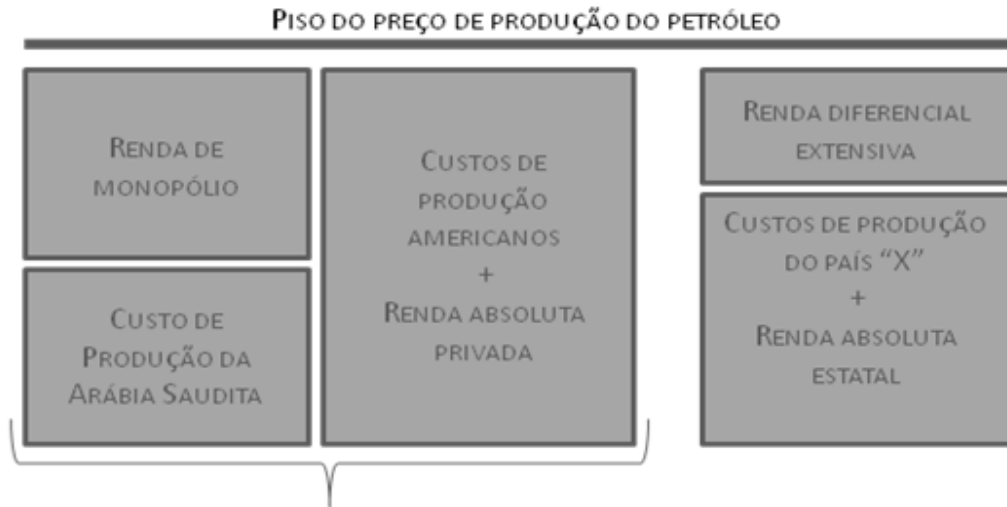 PISO DO PREÇO DE PRODUÇÃO DO PETRÓLEO
RENDA DE
MONOPÓLIO
CUSTO DE
PRODUÇÃO DA
ARÁBIA SAUDITA
CUSTOS DE
PRODUÇÃO
AMERICANOS
+
RENDA ABSOLUTA
PRIVADA
RENDA DIFERENCIAL
EXTENSIVA
CUSTOS DE PRODUÇÃO
DO PAÍS “X”
+
RENDA ABSOLUTA
ESTATAL